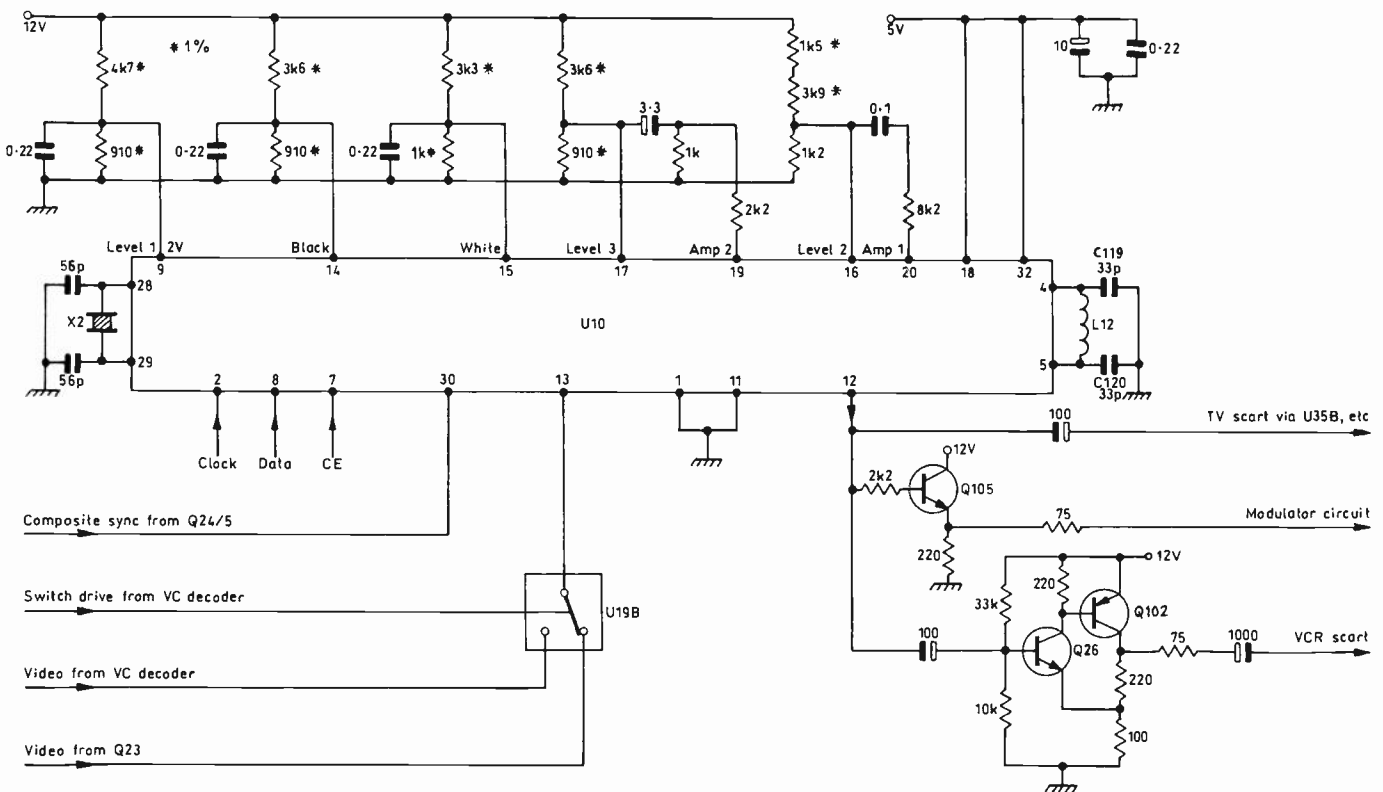 12V
* 1%
5V
4k7*
3k6 *
3k3 *
3k6 *
1k5 *
3k9 *
10
0·22
0·22
910*
0·22
910*
0·22
1k*
910*
3·3
1k
1k2
0·1
2k2
8k2
Level 1
2V
Black
White
Level 3
Amp 2
Level 2
Amp 1
9
14
15
17
19
16
20
18
32
56p
28
X2
29
56p
U10
4
5
C119
33p
L12
C120
33p
2
8
7
30
13
1
11
12
Clock
Data
CE
100
TV scart via U35B, etc
12V
2k2
Q105
Composite sync from Q24/5
75
Modulator circuit
220
12V
Switch drive from VC decoder
U19B
33k
220
Q102
100
Q26
75
1000
VCR scart
Video from VC decoder
10k
220
100
Video from Q23